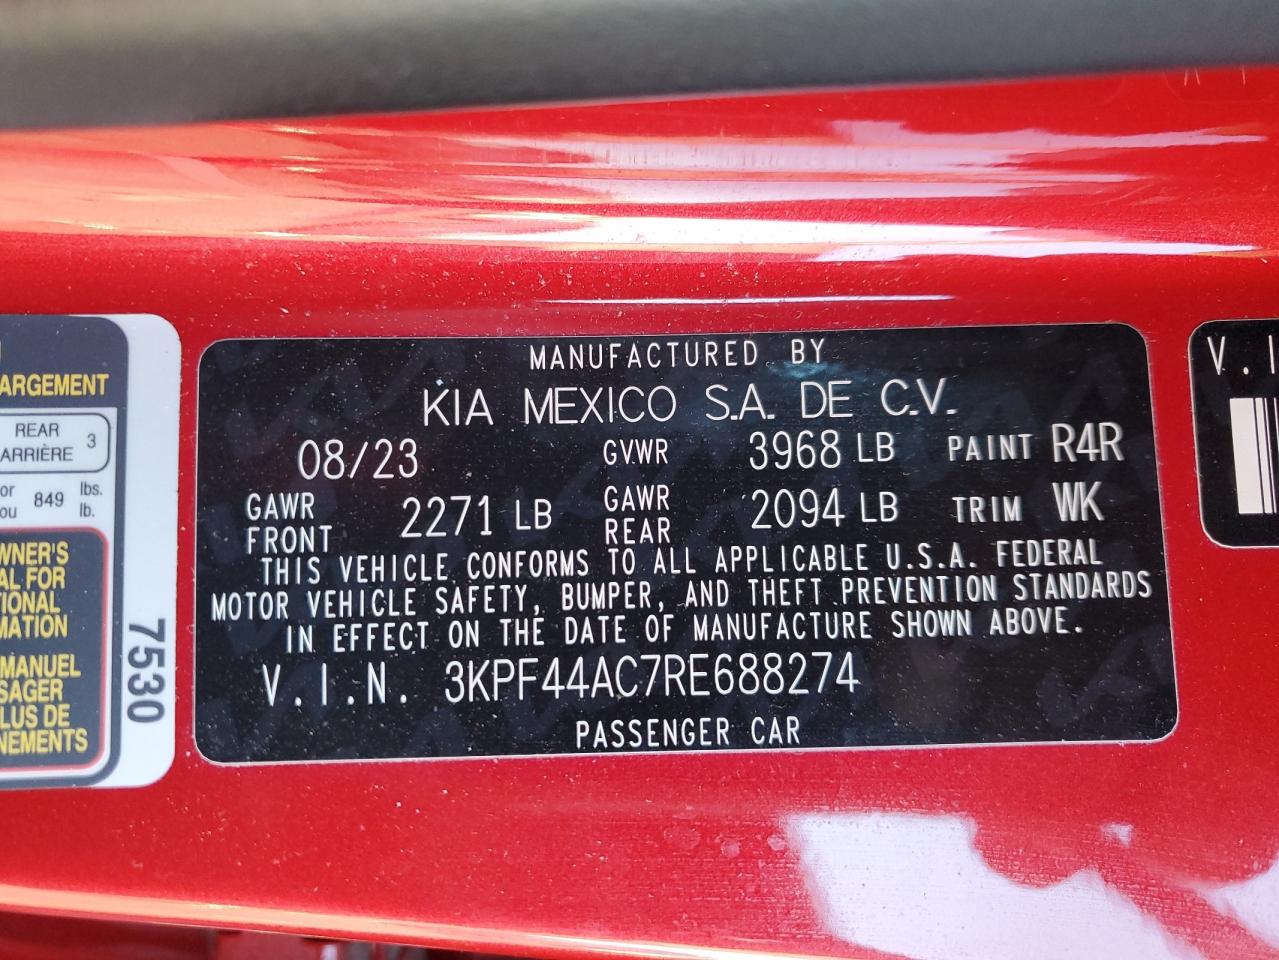 ARGEMENT
REAR
ARRIÈRE 3
or
ou 849 lbs.
lb.
WNER'S
AL FOR
TIONAL
MATION
MANUEL
SAGER
LUS DE
NEMENTS
7530
MANUFACTURED BY
KIA MEXICO S.A. DE C.V.
08/23 GVWR 3968 LB PAINT R4R
GAWR FRONT 2271 LB GAWR REAR 2094 LB TRIM WK
THIS VEHICLE CONFORMS TO ALL APPLICABLE U.S.A. FEDERAL
MOTOR VEHICLE SAFETY, BUMPER, AND THEFT PREVENTION STANDARDS
IN EFFECT ON THE DATE OF MANUFACTURE SHOWN ABOVE.
V.I.N. 3KPF44AC7RE688274
PASSENGER CAR
V.I